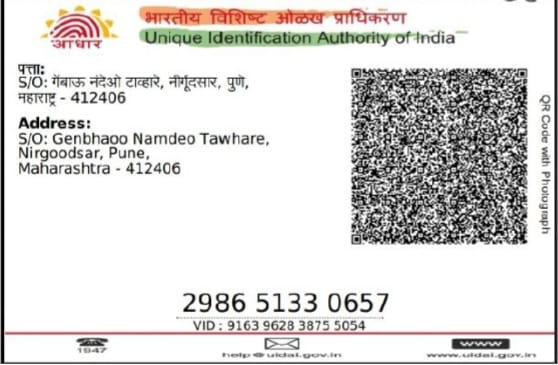 भारतीय विशिष्ट ओळख प्राधिकरण
Unique Identification Authority of India
आधार
पत्ता:
S/O: गेंबाऊ नंदेओ टाव्हारे, नीर्गूदसार, पुणे,
महाराष्ट्र - 412406
Address:
S/O: Genbhaoo Namdeo Tawhare,
Nirgoodsar, Pune,
Maharashtra - 412406
QR Code with Photograph
2986 5133 0657
VID : 9163 9628 3875 5054
1947
help@uidai.gov.in
www
www.uidai.gov.in